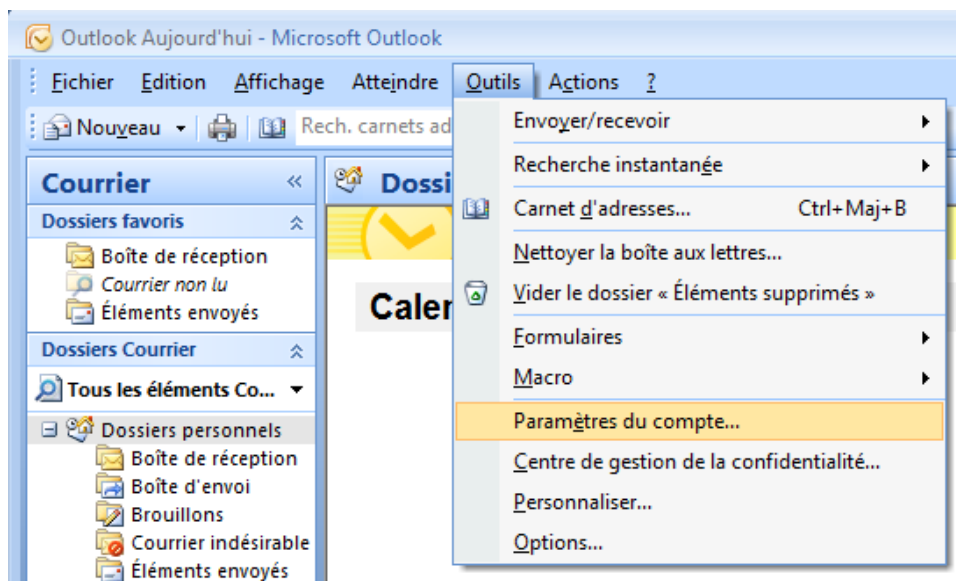 Outlook Aujourd'hui - Microsoft Outlook
Fichier Edition Affichage Atteindre Outils Actions ?
Nouveau Rech. carnets ad
Envoyer/recevoir
Recherche instantanée
Carnet d'adresses... Ctrl+Maj+B
Nettoyer la boîte aux lettres...
Vider le dossier « Éléments supprimés »
Formulaires
Macro
Paramètres du compte...
Centre de gestion de la confidentialité...
Personnaliser...
Options...
Courrier «
Dossiers favoris
Boîte de réception
Courrier non lu
Éléments envoyés
Dossiers Courrier
Tous les éléments Co...
Dossiers personnels
Boîte de réception
Boîte d'envoi
Brouillons
Courrier indésirable
Éléments envoyés
Dossi
Caler